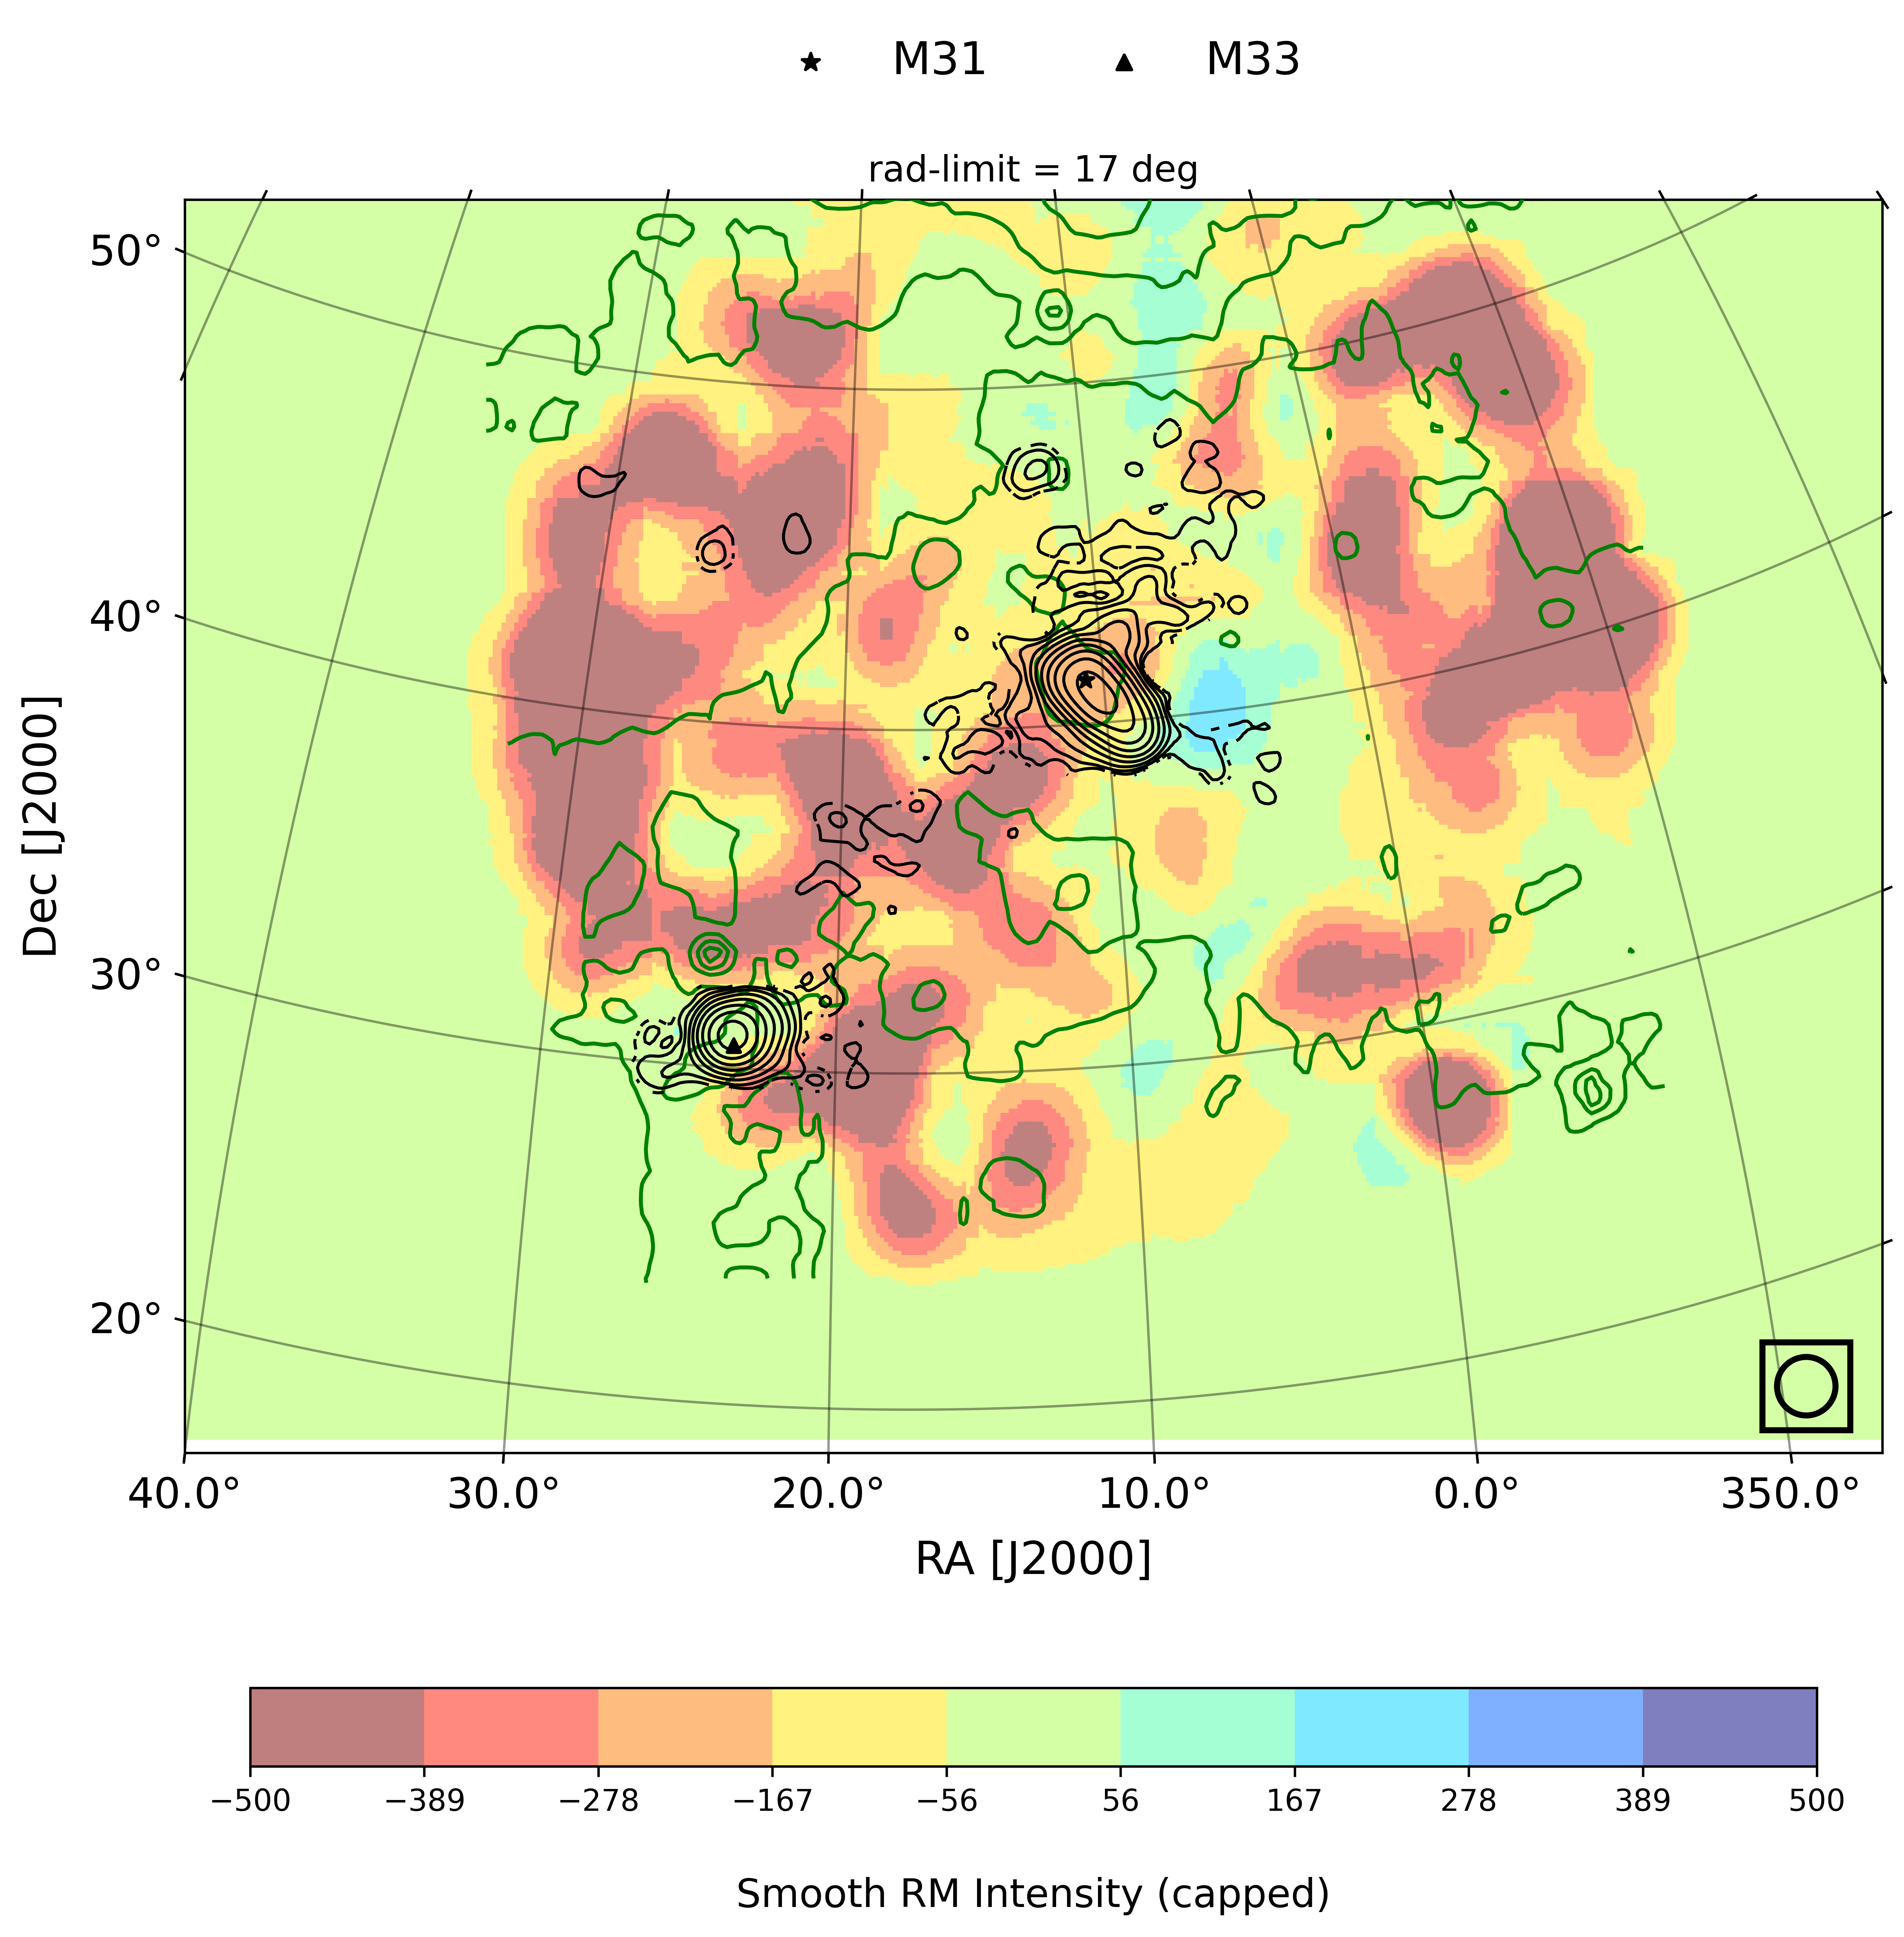 M31 M33
rad-limit = 17 deg
50°
40°
30°
20°
Dec [J2000]
40.0° 30.0° 20.0° 10.0° 0.0° 350.0°
RA [J2000]
−500 −389 −278 −167 −56 56 167 278 389 500
Smooth RM Intensity (capped)